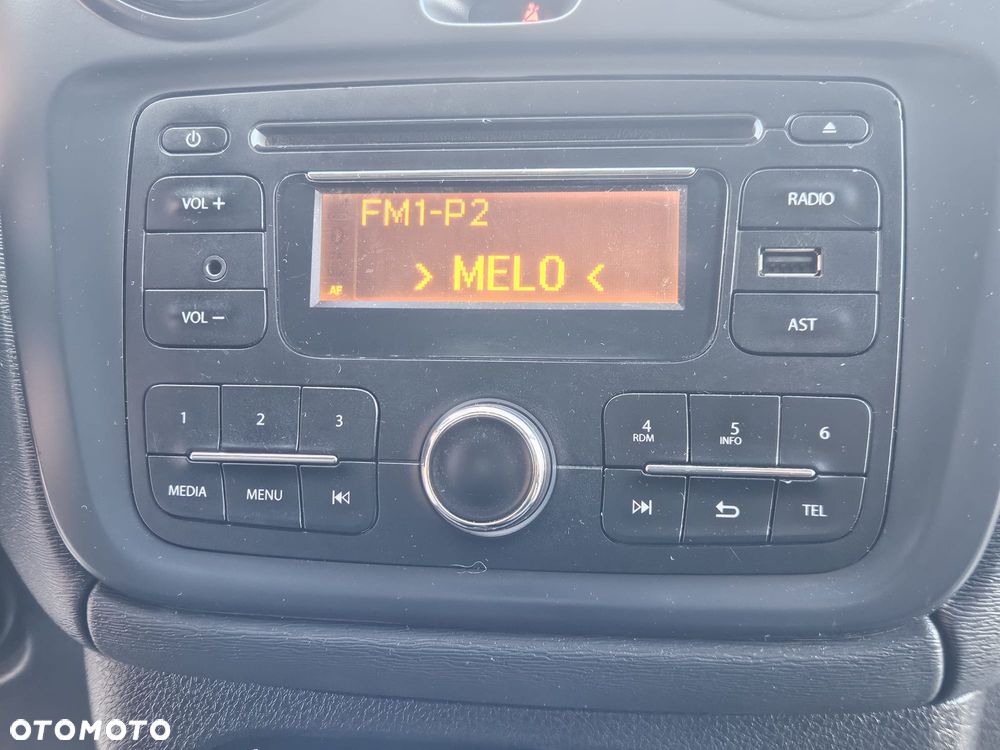 VOL +
VOL −
FM1-P2
> MELO <
AF
RADIO
AST
1
2
3
MEDIA
MENU
4
RDM
5
INFO
6
TEL
OTOMOTO